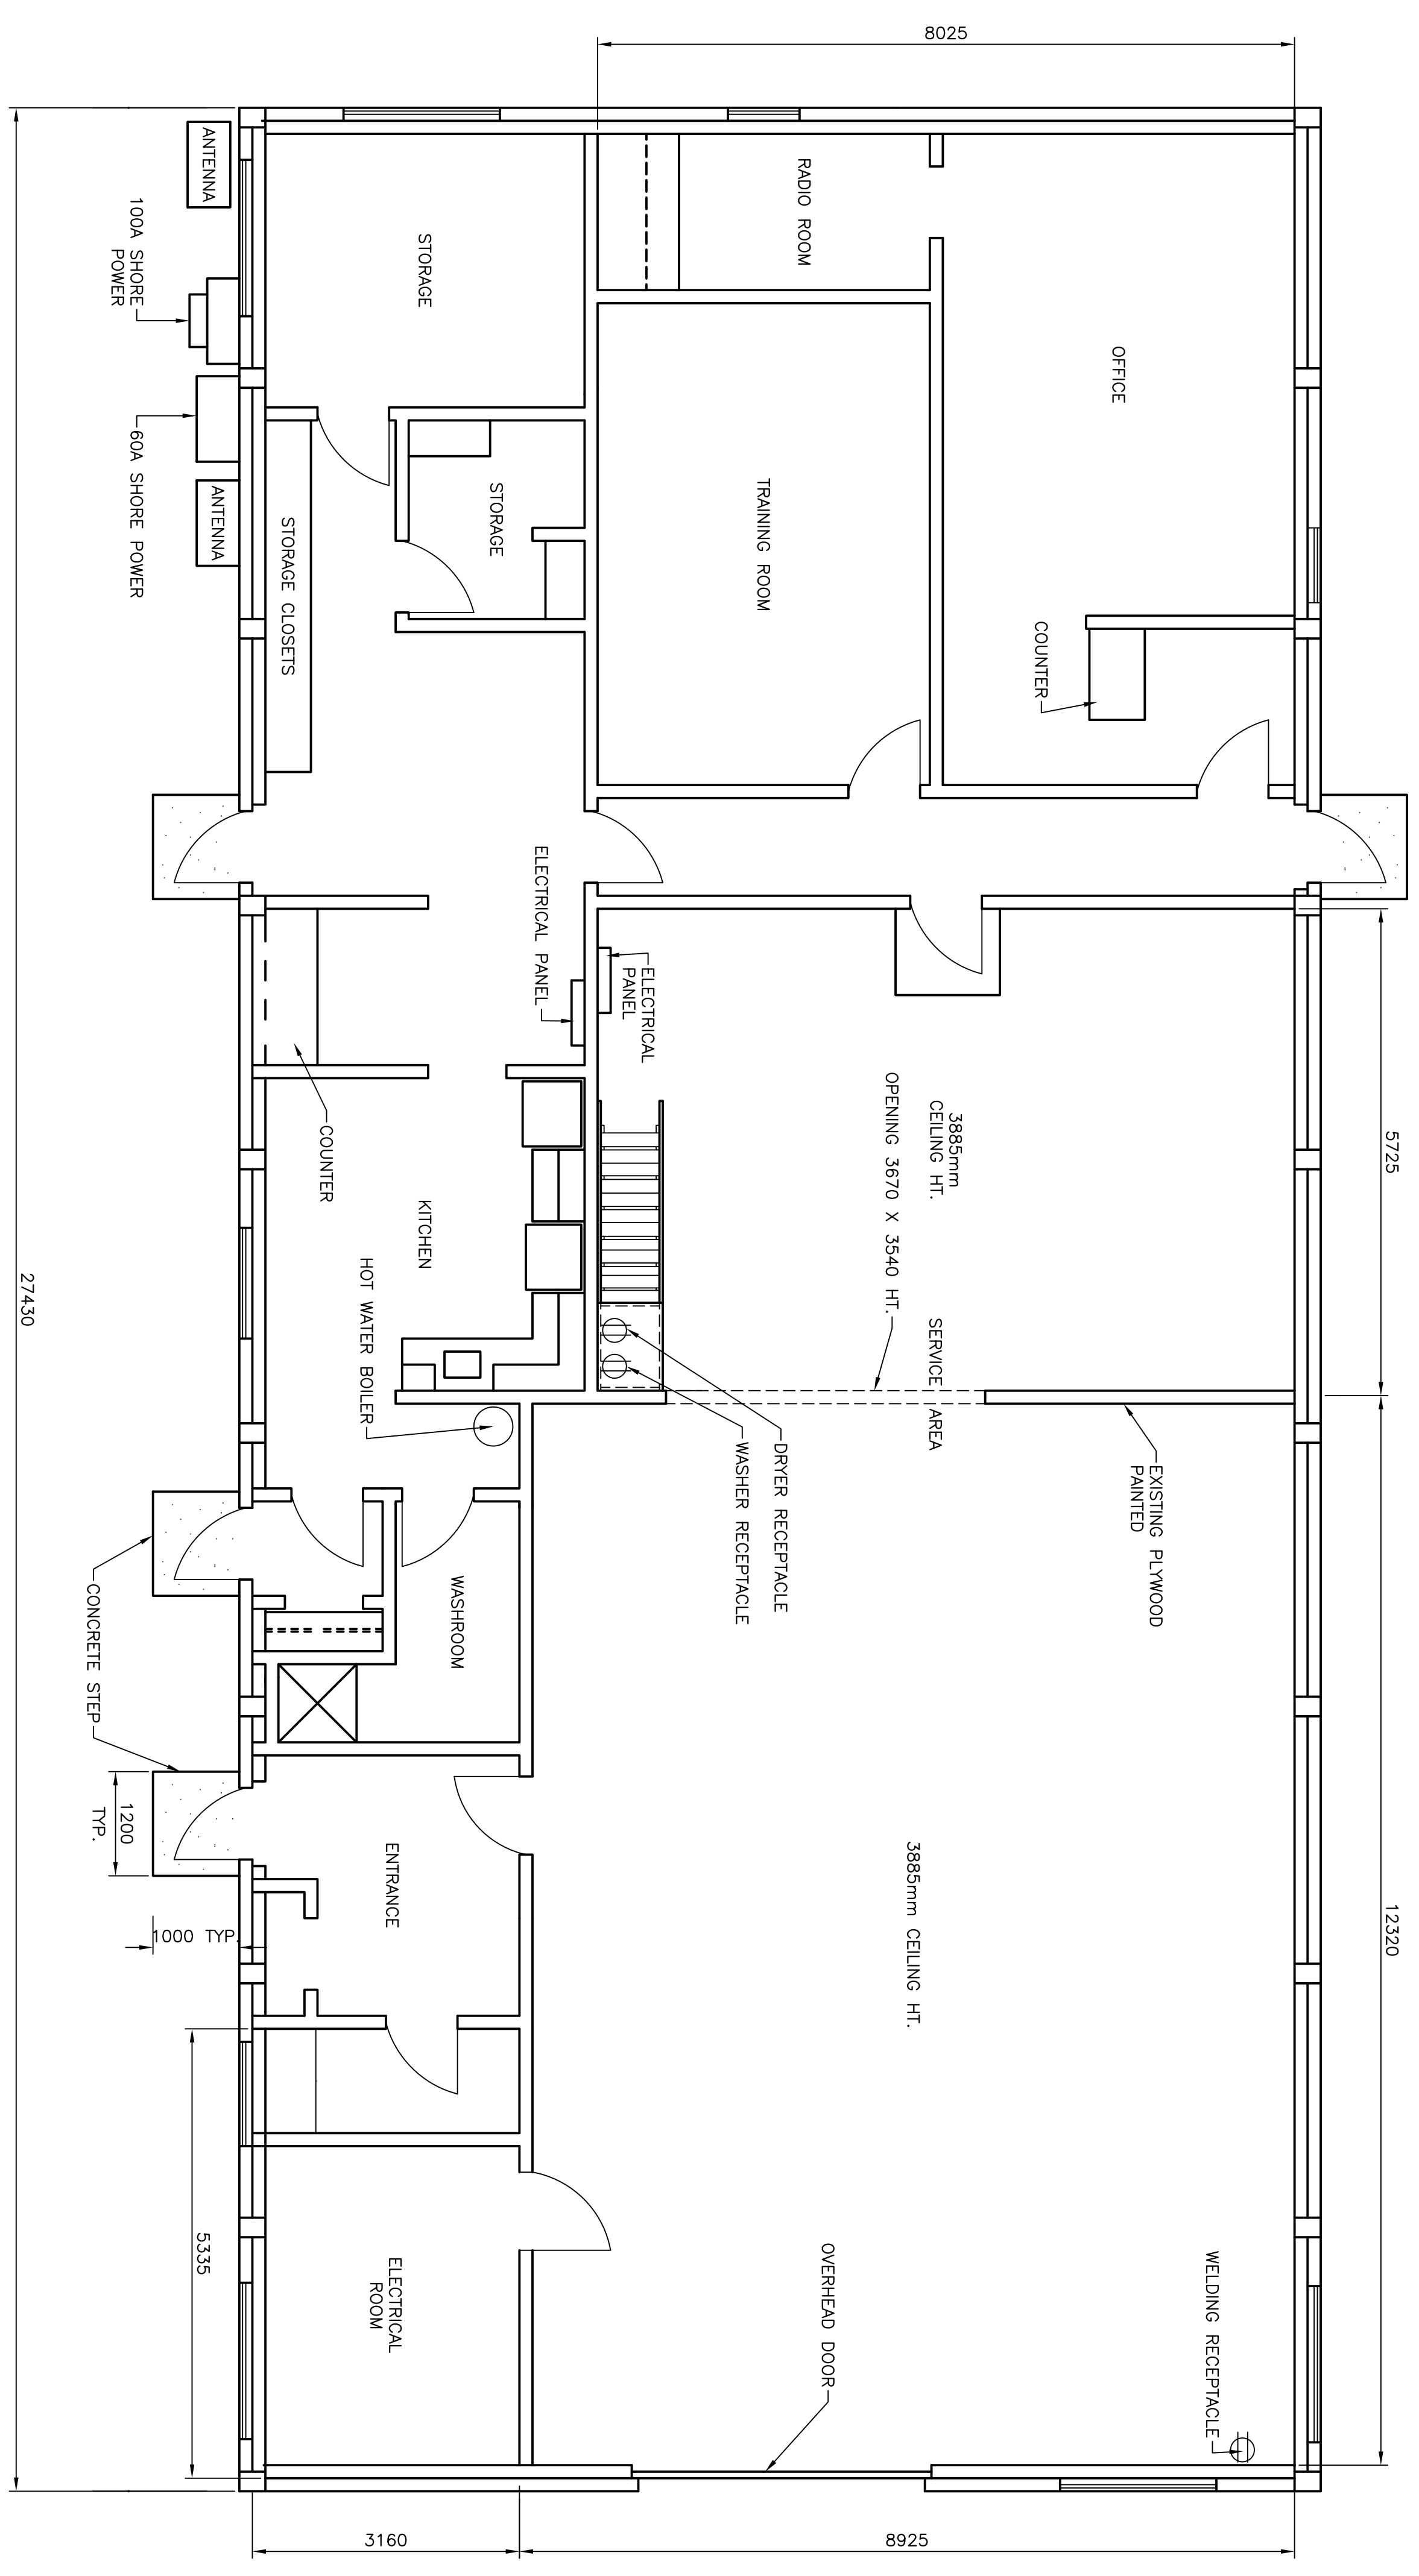 8025
ANTENNA
100A SHORE
POWER
60A SHORE POWER
ANTENNA
STORAGE
RADIO ROOM
OFFICE
STORAGE
STORAGE CLOSETS
TRAINING ROOM
COUNTER
ELECTRICAL PANEL
ELECTRICAL
PANEL
5725
3885mm
CEILING HT.
OPENING 3670 X 3540 HT.
COUNTER
KITCHEN
HOT WATER BOILER
SERVICE AREA
27430
EXISTING PLYWOOD
PAINTED
DRYER RECEPTACLE
WASHER RECEPTACLE
WASHROOM
CONCRETE STEP
1200
TYP.
1000 TYP.
ENTRANCE
3885mm CEILING HT.
12320
5335
ELECTRICAL
ROOM
OVERHEAD DOOR
WELDING RECEPTACLE
3160
8925